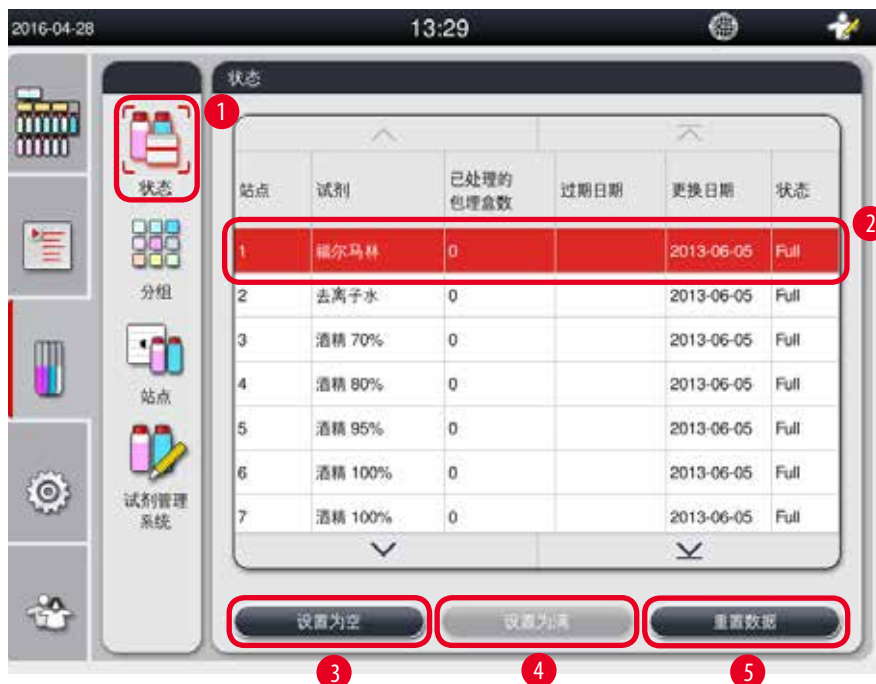 2016-04-28 13:29
状态
1
状态
分组
站点
试剂管理
系统
站点 试剂 已处理的
包埋盒数 过期日期 更换日期 状态
2
1 福尔马林 0 2013-06-05 Full
2 去离子水 0 2013-06-05 Full
3 酒精 70% 0 2013-06-05 Full
4 酒精 80% 0 2013-06-05 Full
5 酒精 95% 0 2013-06-05 Full
6 酒精 100% 0 2013-06-05 Full
7 酒精 100% 0 2013-06-05 Full
设置为空 设置为满 重置数据
3 4 5